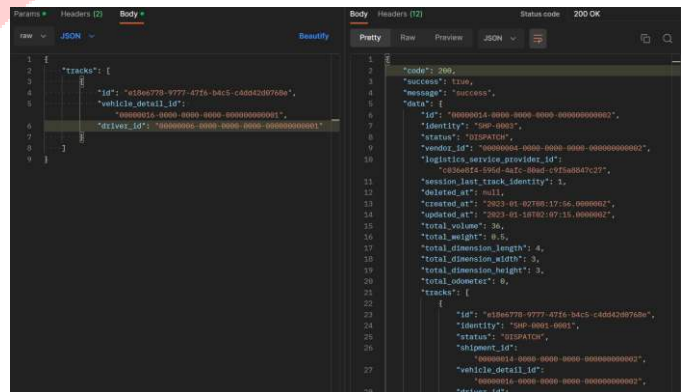 Params Headers (2) Body
raw JSON Beautify
1 {
2 "tracks": [
3 {
4 "id": "e18e6778-9777-47f6-b4c5-c4dd42d0768e",
5 "vehicle_detail_id":
"00000016-0000-0000-0000-000000000001",
6 "driver_id": "00000006-0000-0000-0000-000000000001"
7 }
8 ]
9 }
Body Headers (12) Status code 200 OK
Pretty Raw Preview JSON
1 {
2 "code": 200,
3 "success": true,
4 "message": "success",
5 "data": {
6 "id": "00000014-0000-0000-0000-000000000002",
7 "identity": "SHP-0003",
8 "status": "DISPATCH",
9 "vendor_id": "00000004-0000-0000-0000-000000000002",
10 "logistics_service_provider_id":
"c036e8f4-595d-4afc-80ad-c9f5a8847c27",
11 "session_last_track_identity": 1,
12 "deleted_at": null,
13 "created_at": "2023-01-02T08:17:56.000000Z",
14 "updated_at": "2023-01-10T02:07:15.000000Z",
15 "total_volume": 36,
16 "total_weight": 0.5,
17 "total_dimension_length": 4,
18 "total_dimension_width": 3,
19 "total_dimension_height": 3,
20 "total_odometer": 0,
21 "tracks": [
22 {
23 "id": "e18e6778-9777-47f6-b4c5-c4dd42d0768e",
24 "identity": "SHP-0001-0001",
25 "status": "DISPATCH",
26 "shipment_id":
"00000014-0000-0000-0000-000000000002",
27 "vehicle_detail_id":
"00000016-0000-0000-0000-000000000001",
28 "driver_id":